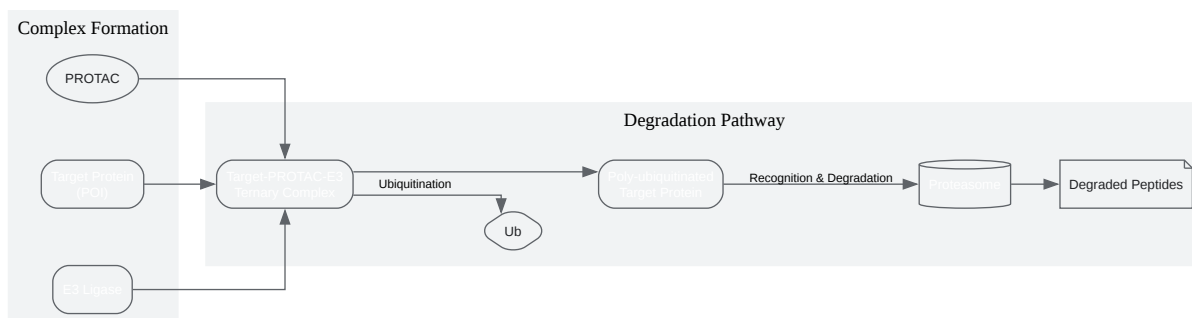 Complex Formation
PROTAC
Target Protein
(POI)
E3 Ligase
Degradation Pathway
Target-PROTAC-E3
Ternary Complex
Ubiquitination
Ub
Poly-ubiquitinated
Target Protein
Recognition & Degradation
Proteasome
Degraded Peptides